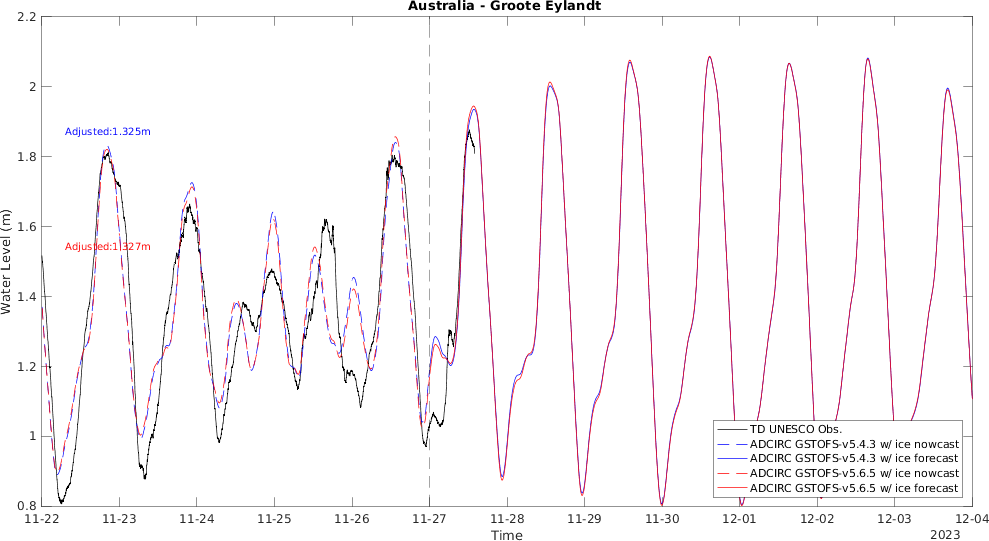 Australia - Groote Eylandt
2.2
2
1.8
1.6
1.4
1.2
1
0.8
Water Level (m)
Adjusted:1.325m
Adjusted:1.327m
TD UNESCO Obs.
ADCIRC GSTOFS-v5.4.3 w/ ice nowcast
ADCIRC GSTOFS-v5.4.3 w/ ice forecast
ADCIRC GSTOFS-v5.6.5 w/ ice nowcast
ADCIRC GSTOFS-v5.6.5 w/ ice forecast
11-22 11-23 11-24 11-25 11-26 11-27 11-28 11-29 11-30 12-01 12-02 12-03 12-04
Time
2023